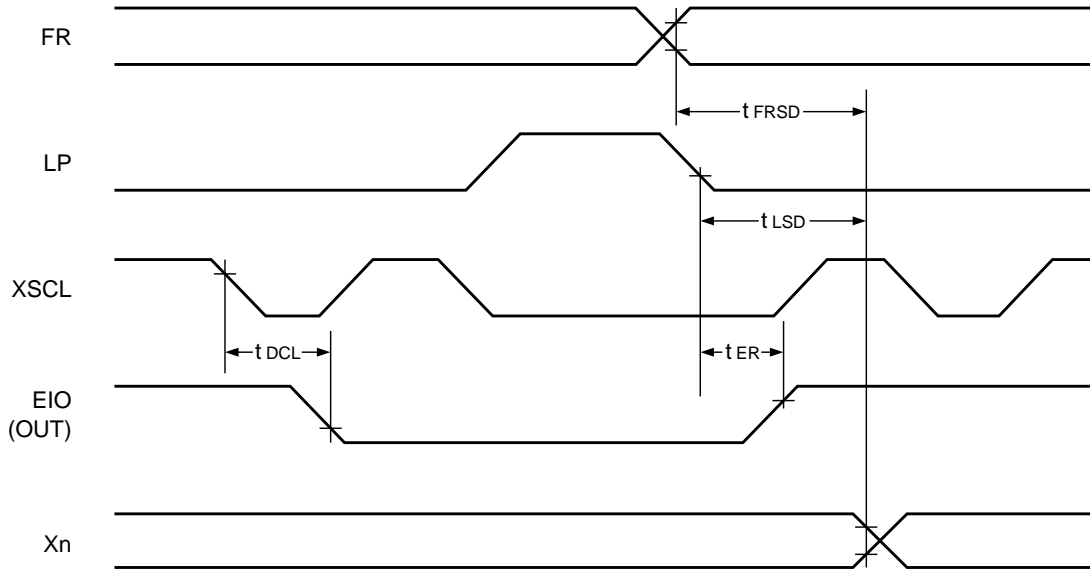 FR
t FRSD
LP
t LSD
XSCL
t DCL
t ER
EIO
(OUT)
Xn